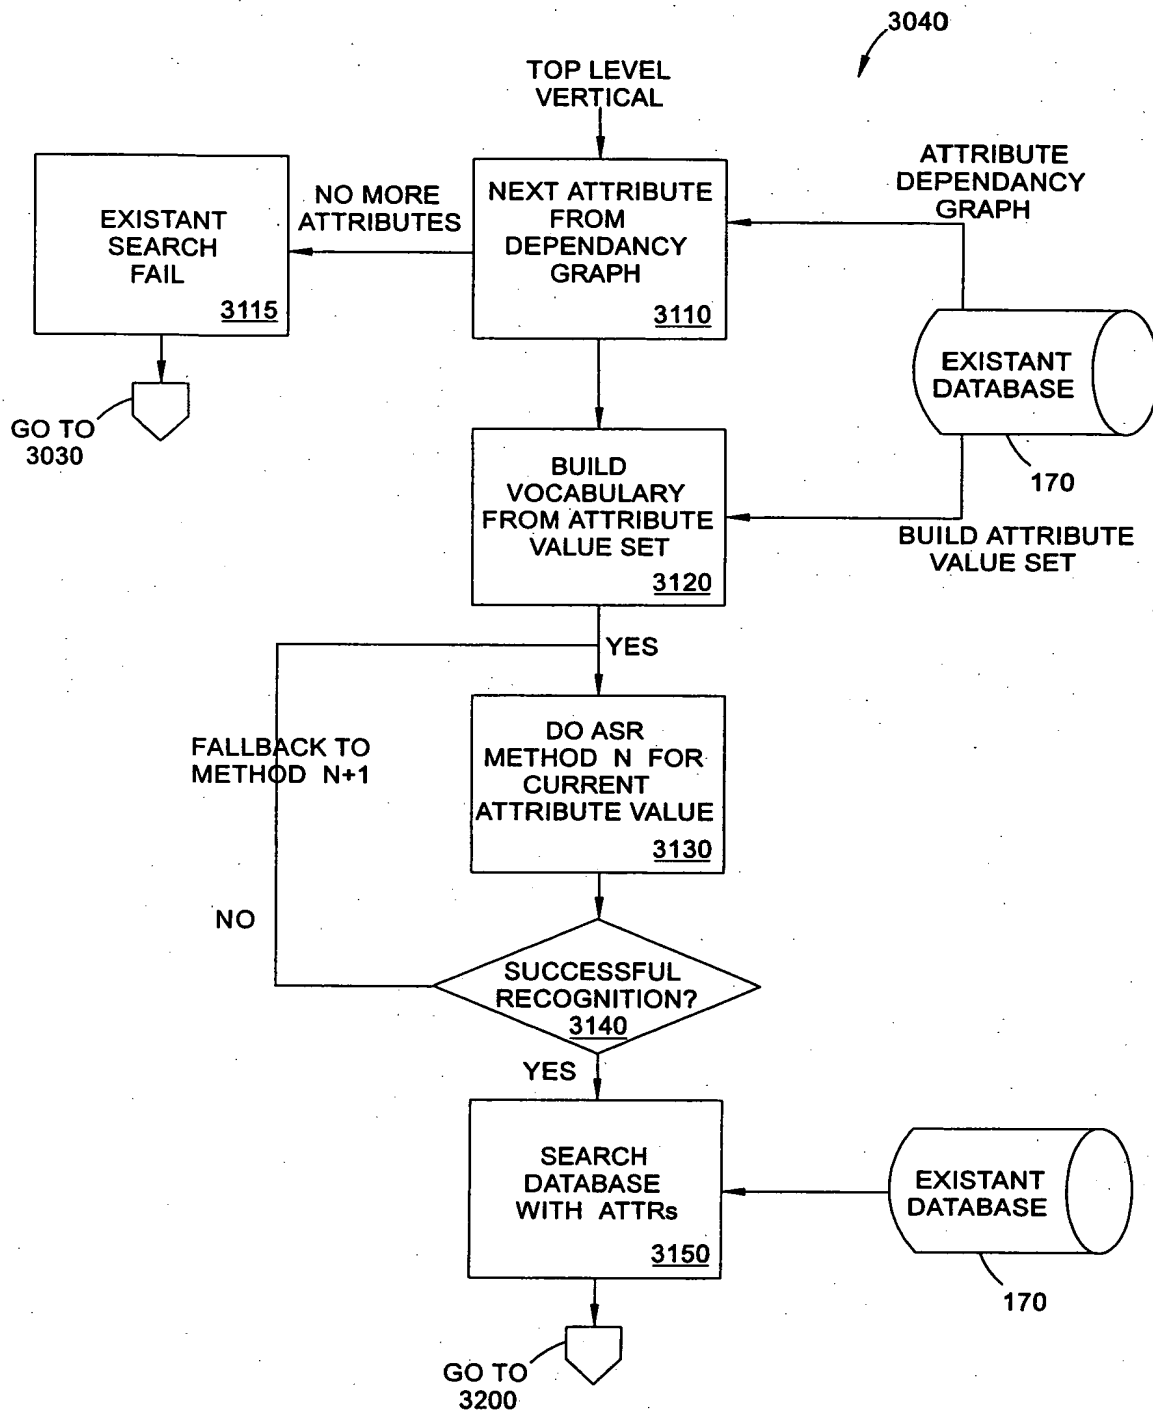 3040
TOP LEVEL
VERTICAL
EXISTANT
SEARCH
FAIL
3115
NO MORE
ATTRIBUTES
NEXT ATTRIBUTE
FROM
DEPENDANCY
GRAPH
3110
ATTRIBUTE
DEPENDANCY
GRAPH
EXISTANT
DATABASE
170
GO TO
3030
BUILD
VOCABULARY
FROM ATTRIBUTE
VALUE SET
3120
BUILD ATTRIBUTE
VALUE SET
YES
FALLBACK TO
METHOD N+1
DO ASR
METHOD N FOR
CURRENT
ATTRIBUTE VALUE
3130
NO
SUCCESSFUL
RECOGNITION?
3140
YES
SEARCH
DATABASE
WITH ATTRs
3150
EXISTANT
DATABASE
170
GO TO
3200